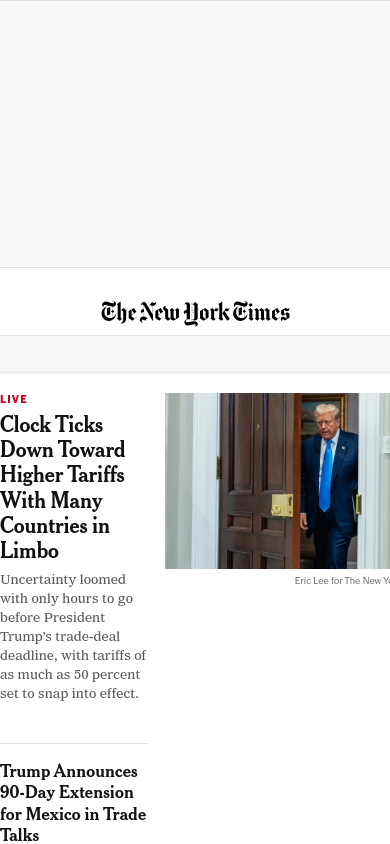 The New York Times
LIVE
Clock Ticks
Down Toward
Higher Tariffs
With Many
Countries in
Limbo
Uncertainty loomed
with only hours to go
before President
Trump's trade-deal
deadline, with tariffs of
as much as 50 percent
set to snap into effect.
Eric Lee for The New Yo
Trump Announces
90-Day Extension
for Mexico in Trade
Talks